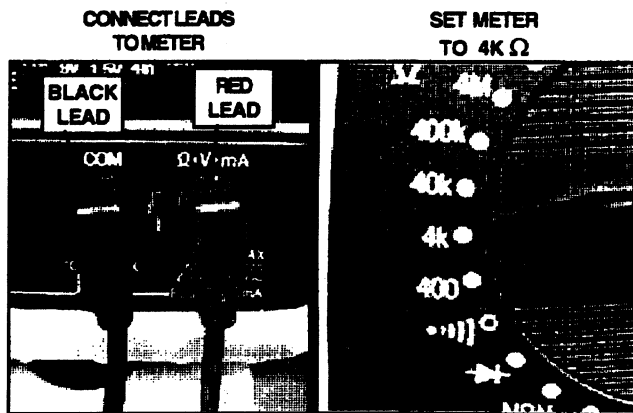 CONNECT LEADS
TO METER
SET METER
TO 4K Ω
BLACK
LEAD
RED
LEAD
COM
Ω·V·mA
4M
400k
40k
4k
400